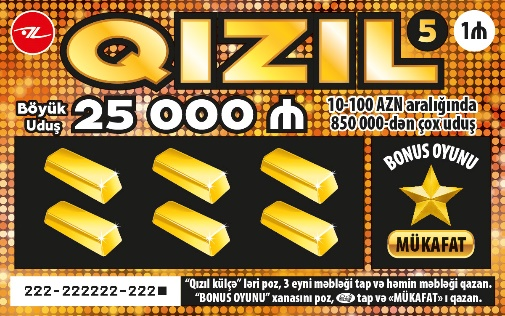 QIZIL
5
1₼
Böyük
Uduş
25 000 ₼
10-100 AZN aralığında
850 000-dən çox uduş
BONUS OYUNU
MÜKAFAT
222-222222-222■
“Qızıl külçə” ləri poz, 3 eyni məbləği tap və həmin məbləği qazan.
“BONUS OYUNU” xanasını poz, tap və «MÜKAFAT» ı qazan.